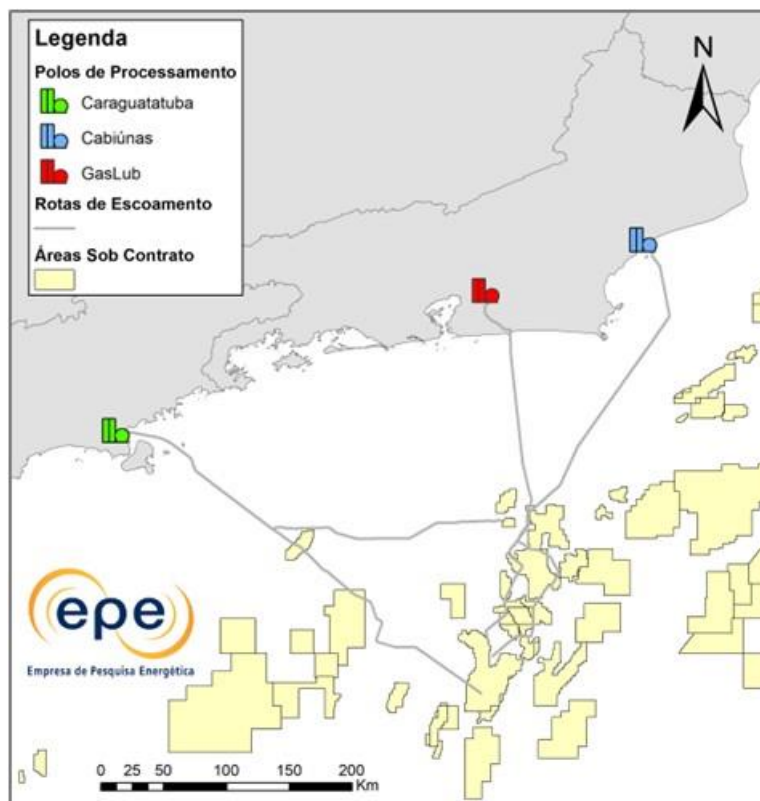 Legenda
Polos de Processamento
Caraguatatuba
Cabiúnas
GasLub
Rotas de Escoamento
Áreas Sob Contrato
N
epe
Empresa de Pesquisa Energética
0 25 50 100 150 200
Km